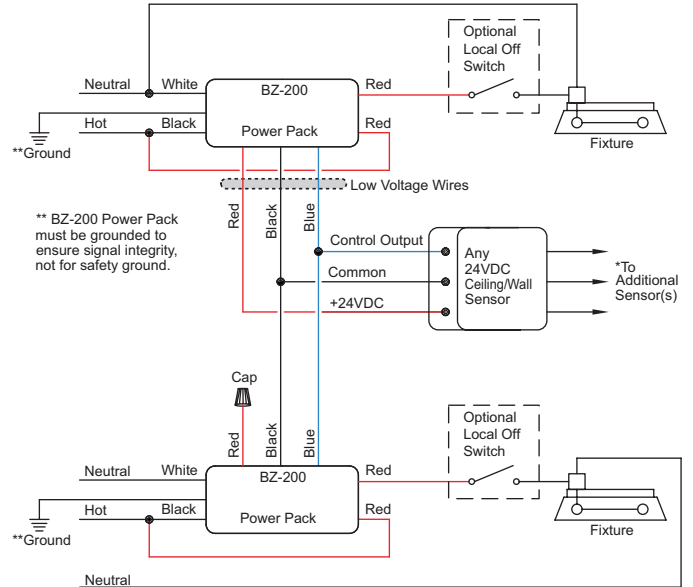 Optional
Local Off
Switch
Neutral
White
BZ-200
Power Pack
Red
Hot
Black
Red
**Ground
Fixture
Low Voltage Wires
Red
Black
Blue
** BZ-200 Power Pack
must be grounded to
ensure signal integrity,
not for safety ground.
Control Output
Common
+24VDC
Any
24VDC
Ceiling/Wall
Sensor
*To
Additional
Sensor(s)
Cap
Red
Black
Blue
Optional
Local Off
Switch
Neutral
White
BZ-200
Power Pack
Red
Hot
Black
Red
**Ground
Fixture
Neutral